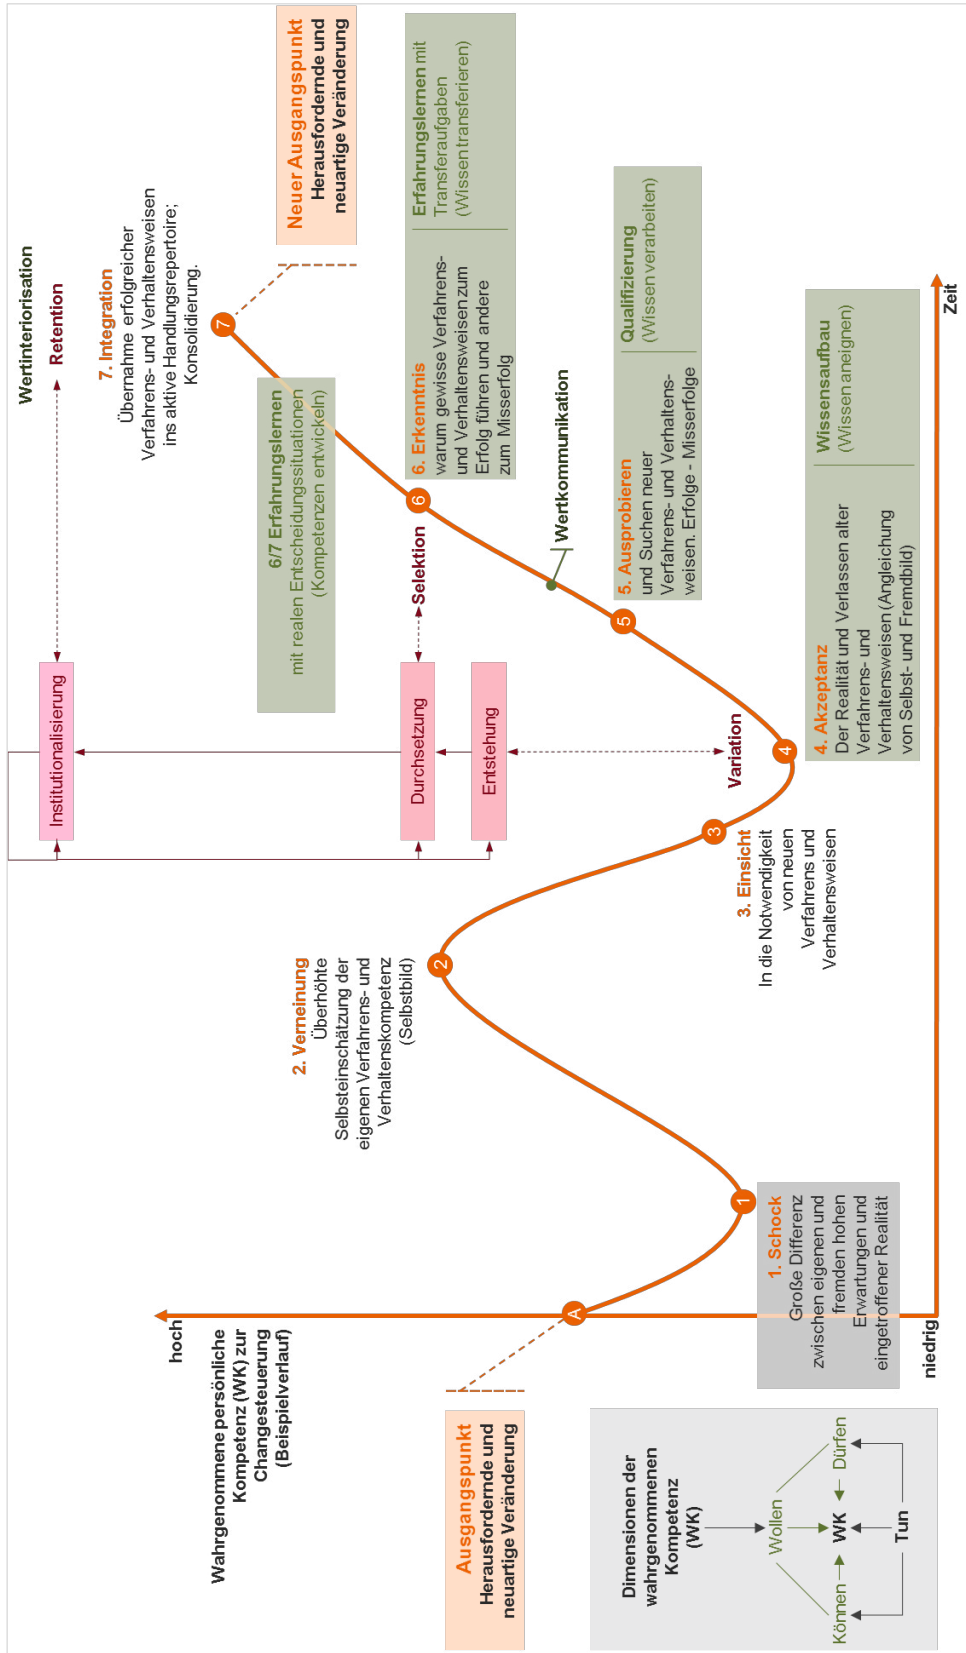 Wertinteriorisation
Retention
Institutionalisierung
7. Integration
Übernahme erfolgreicher
Verfahrens- und Verhaltensweisen
ins aktive Handlungsrepertoire;
Konsolidierung.
7
Neuer Ausgangspunkt
Herausfordernde und
neuartige Veränderung
6/7 Erfahrungslernen
mit realen Entscheidungssituationen
(Kompetenzen entwickeln)
hoch
Wahrgenommene persönliche
Kompetenz (WK) zur
Changesteuerung
(Beispielverlauf)
2. Verneinung
Überhöhte
Selbsteinschätzung der
eigenen Verfahrens- und
Verhaltenskompetenz
(Selbstbild)
2
Durchsetzung
Selektion
Entstehung
6
6. Erkenntnis
warum gewisse Verfahrens-
und Verhaltensweisen zum
Erfolg führen und andere
zum Misserfolg
Erfahrungslernen mit
Transferaufgaben
(Wissen transferieren)
Ausgangspunkt
Herausfordernde und
neuartige Veränderung
A
Wertkommunikation
5
5. Ausprobieren
und Suchen neuer
Verfahrens- und Verhaltens-
weisen. Erfolge - Misserfolge
Qualifizierung
(Wissen verarbeiten)
Variation
3
3. Einsicht
In die Notwendigkeit
von neuen
Verfahrens und
Verhaltensweisen
4
4. Akzeptanz
Der Realität und Verlassen alter
Verfahrens- und
Verhaltensweisen (Angleichung
von Selbst- und Fremdbild)
Wissensaufbau
(Wissen aneignen)
1
1. Schock
Große Differenz
zwischen eigenen und
fremden hohen
Erwartungen und
eingetroffener Realität
niedrig
Zeit
Dimensionen der
wahrgenommenen
Kompetenz
(WK)
Wollen
Können
WK
Dürfen
Tun